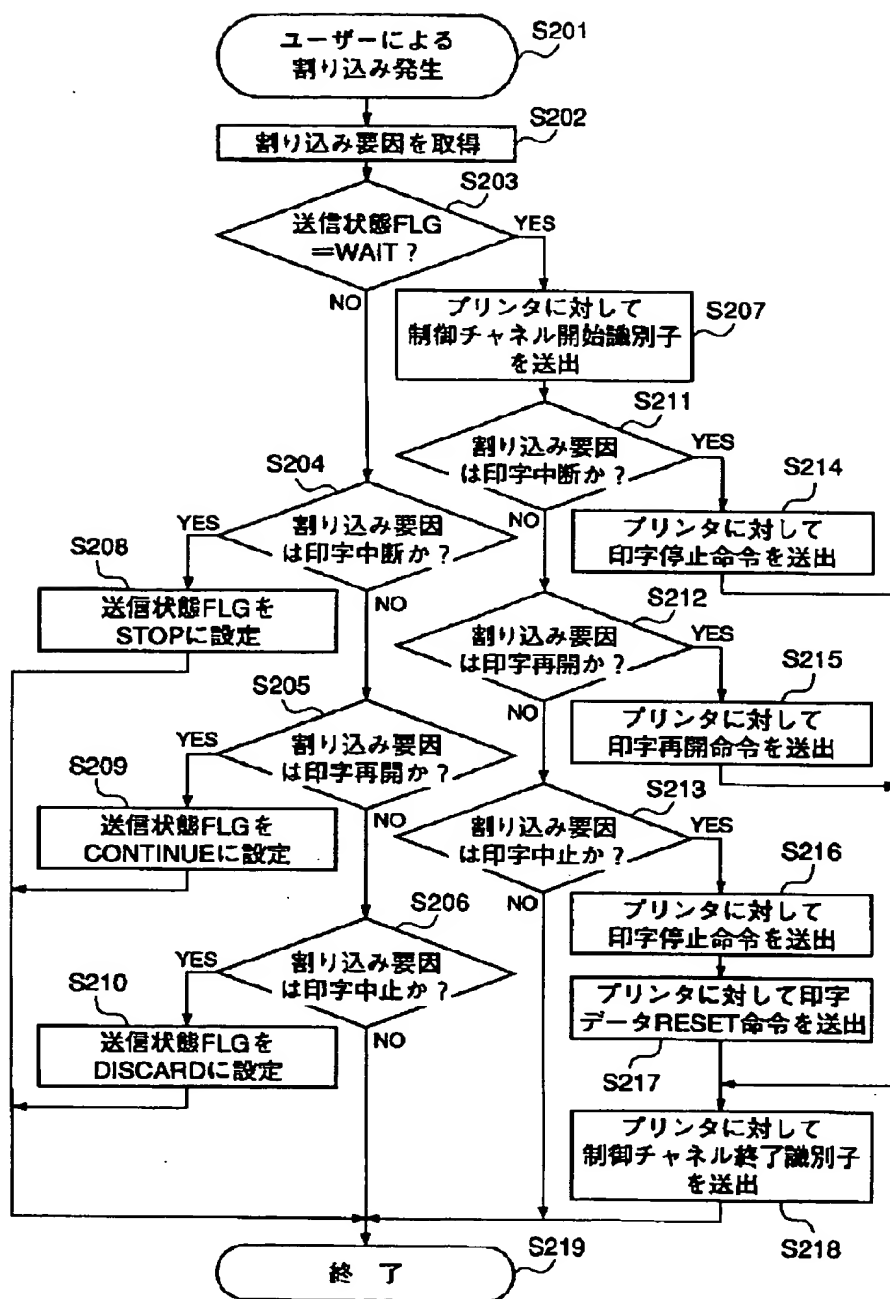 ユーザーによる
割り込み発生
S201
割り込み要因を取得
S202
送信状態FLG
=WAIT？
S203
YES
NO
プリンタに対して
制御チャネル開始識別子
を送出
S207
割り込み要因
は印字中断か？
S211
YES
NO
プリンタに対して
印字停止命令を送出
S214
割り込み要因
は印字中断か？
S204
YES
NO
送信状態FLGを
STOPに設定
S208
割り込み要因
は印字再開か？
S212
YES
NO
プリンタに対して
印字再開命令を送出
S215
割り込み要因
は印字再開か？
S205
YES
NO
送信状態FLGを
CONTINUEに設定
S209
割り込み要因
は印字中止か？
S213
YES
NO
プリンタに対して
印字停止命令を送出
S216
プリンタに対して印字
データRESET命令を送出
S217
割り込み要因
は印字中止か？
S206
YES
NO
送信状態FLGを
DISCARDに設定
S210
プリンタに対して
制御チャネル終了識別子
を送出
S218
終 了
S219